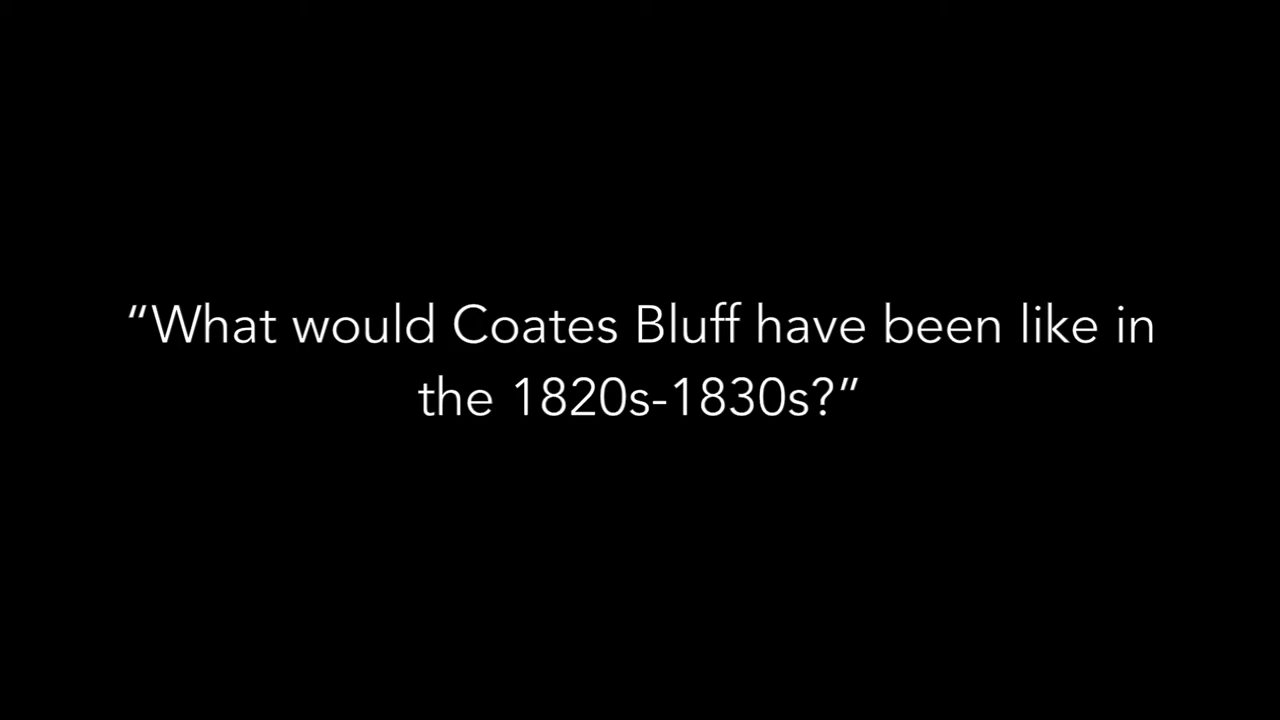 “What would Coates Bluff have been like in
the 1820s-1830s?”